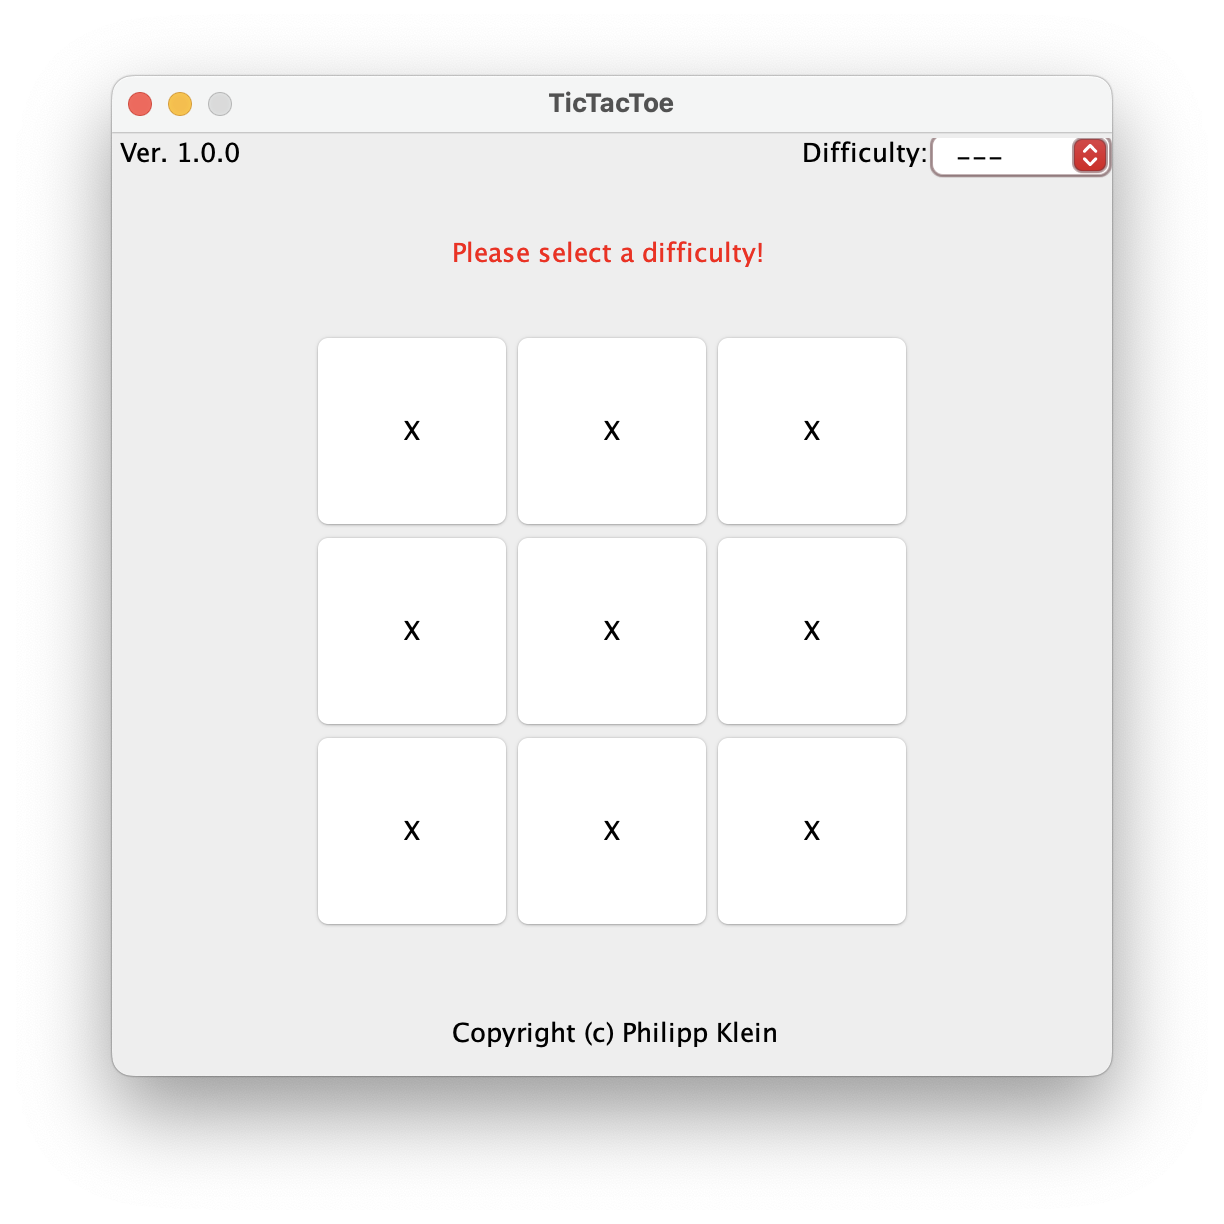 TicTacToe
Ver. 1.0.0 Difficulty: ---
Please select a difficulty!
X X X
X X X
X X X
Copyright (c) Philipp Klein